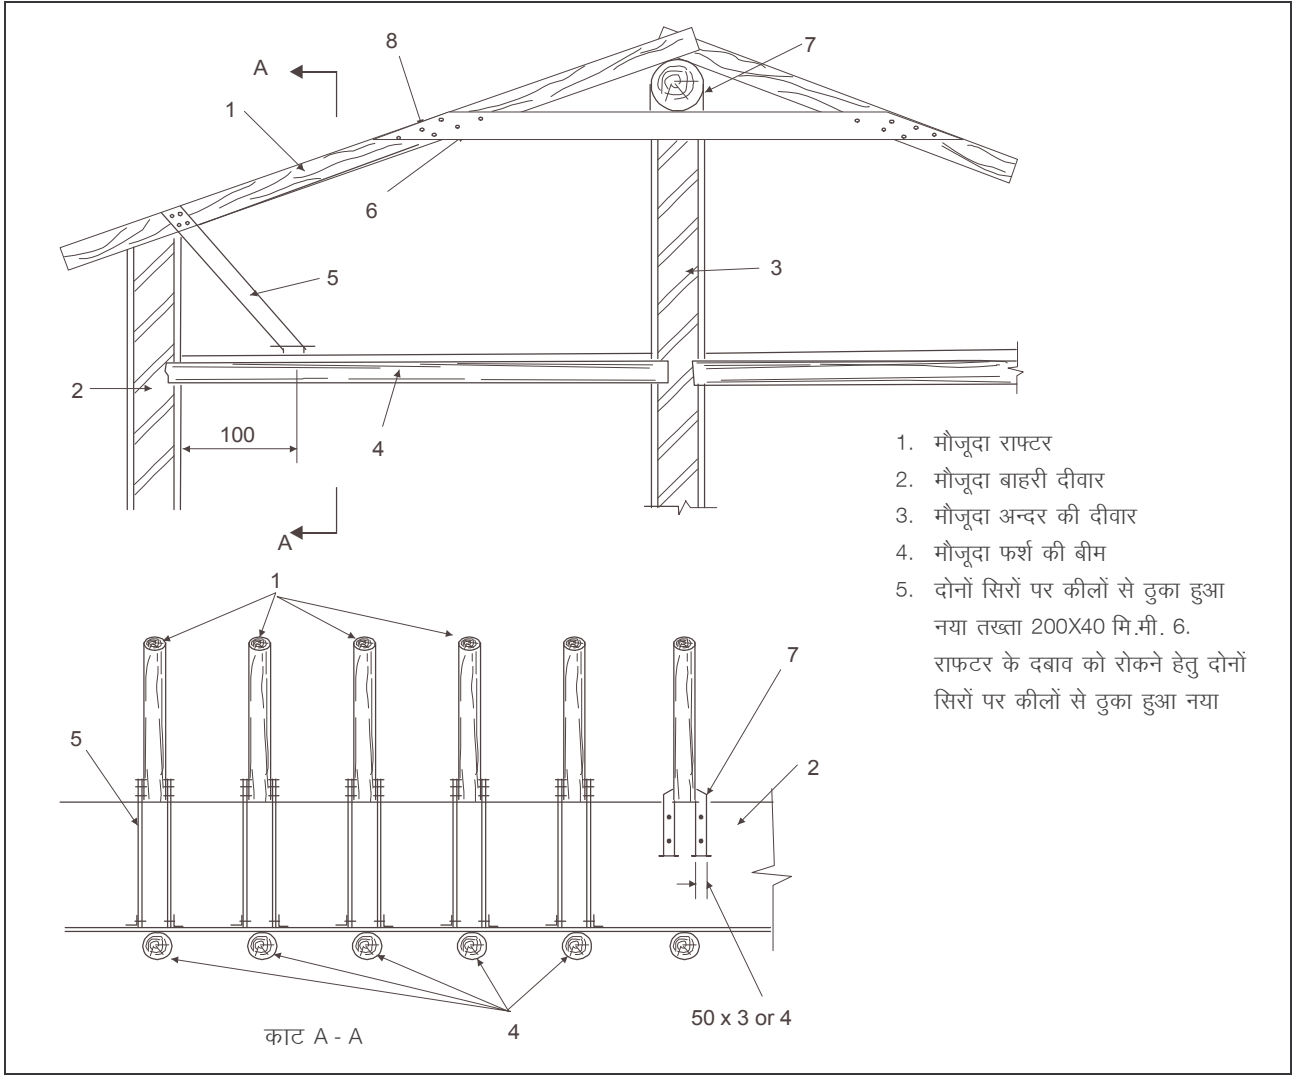 8
A
7
1
6
5
3
2
100
4
A
1. मौजूदा राफ्टर
2. मौजूदा बाहरी दीवार
3. मौजूदा अन्दर की दीवार
4. मौजूदा फर्श की बीम
5. दोनों सिरों पर कीलों से ठुका हुआ
नया तख्ता 200X40 मि.मी. 6.
राफटर के दबाव को रोकने हेतु दोनों
सिरों पर कीलों से ठुका हुआ नया
1
7
5
2
50 x 3 or 4
4
काट A - A